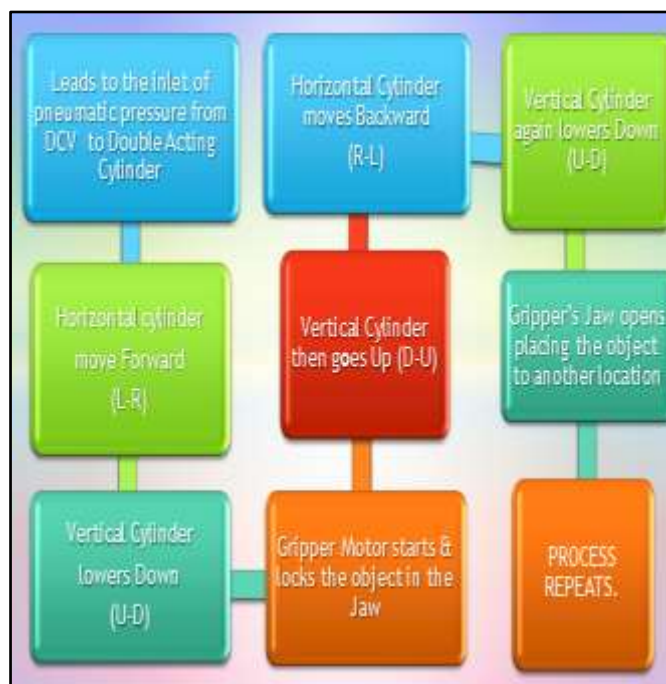 Leads to the inlet of
pneumatic pressure from
DCV to Double Acting
Cylinder
Horizontal cylinder
move Forward
(L-R)
Vertical Cylinder
lowers Down
(U-D)
Gripper Motor starts &
locks the object in the
Jaw
Vertical Cylinder
then goes Up (D-U)
Horizontal Cylinder
moves Backward
(R-L)
Vertical Cylinder
again lowers Down
(U-D)
Gripper's Jaw opens
placing the object
to another location
PROCESS
REPEATS.